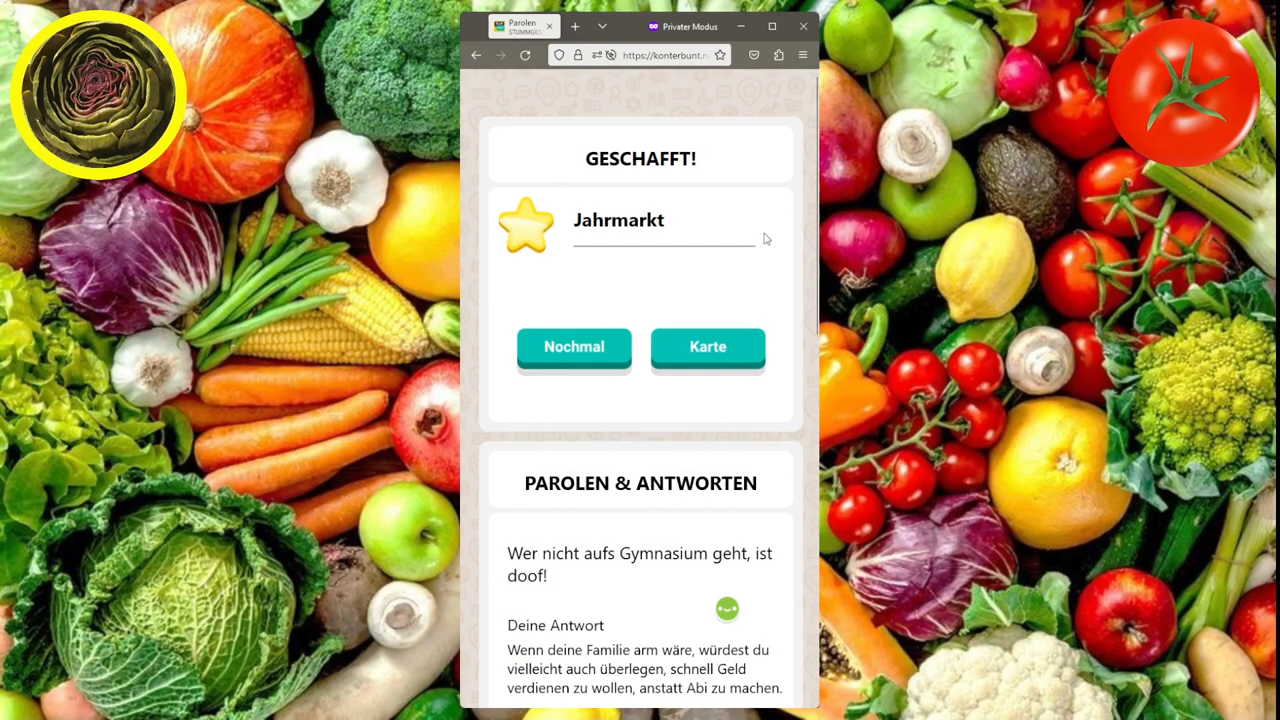 Parolen
STUMMGES
Privater Modus
https://konterbunt.
GESCHAFFT!
Jahrmarkt
Nochmal
Karte
PAROLEN & ANTWORTEN
Wer nicht aufs Gymnasium geht, ist
doof!
Deine Antwort
Wenn deine Familie arm wäre, würdest du
vielleicht auch überlegen, schnell Geld
verdienen zu wollen, anstatt Abi zu machen.